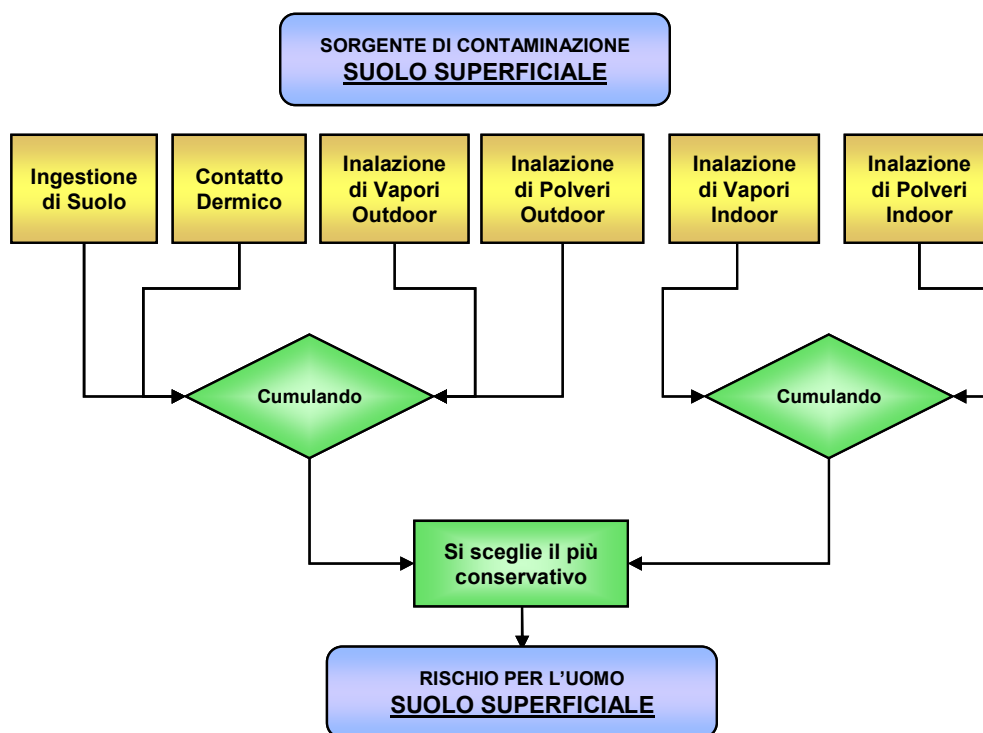 SORGENTE DI CONTAMINAZIONE
SUOLO SUPERFICIALE
Ingestione
di Suolo
Contatto
Dermico
Inalazione
di Vapori
Outdoor
Inalazione
di Polveri
Outdoor
Inalazione
di Vapori
Indoor
Inalazione
di Polveri
Indoor
Cumulando
Cumulando
Si sceglie il più
conservativo
RISCHIO PER L’UOMO
SUOLO SUPERFICIALE